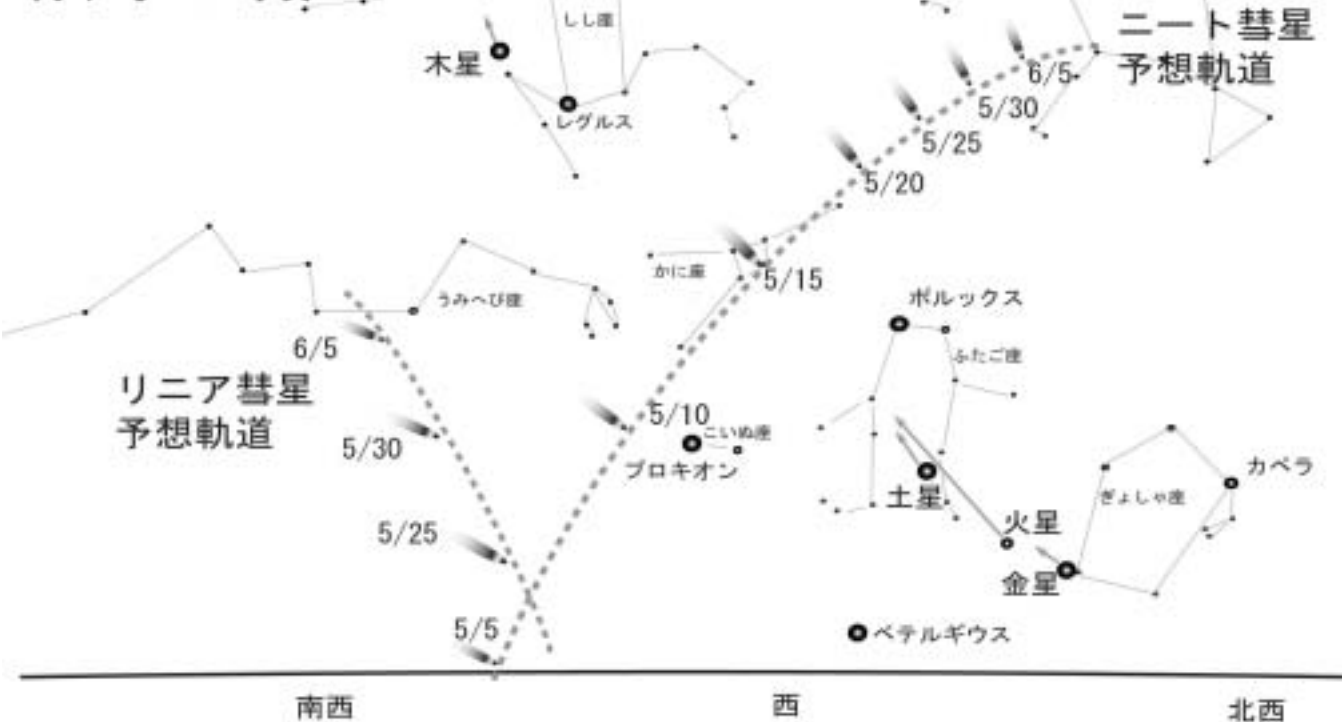 しし座
木星
レグルス
ニート彗星
予想軌道
6/5
5/30
5/25
5/20
5/15
かに座
うみへび座
6/5
リニア彗星
予想軌道
5/30
5/25
5/5
5/10
こいぬ座
プロキオン
ポルックス
ふたご座
土星
火星
金星
ぎょしゃ座
カペラ
ベテルギウス
南西
西
北西